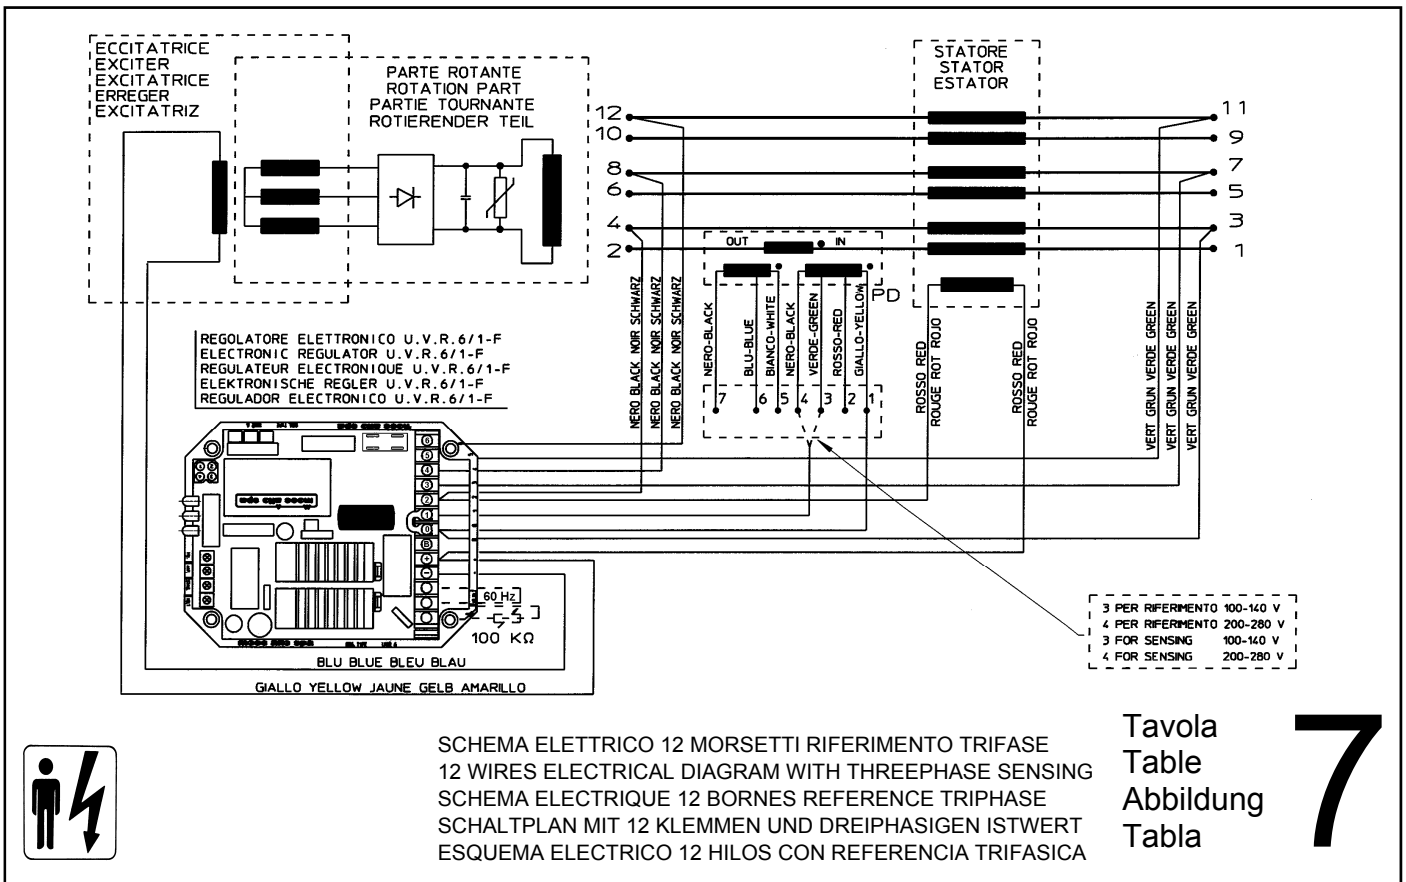 ECCITATRICE
EXCITER
EXCITATRICE
ERREGER
EXCITATRIZ
PARTE ROTANTE
ROTATION PART
PARTIE TOURNANTE
ROTIERENDER TEIL
STATORE
STATOR
ESTATOR
12
10
8
6
4
2
11
9
7
5
3
1
OUT
IN
PD
NERO-BLACK
BLU-BLUE
BIANCO-WHITE
NERO-BLACK
VERDE-GREEN
ROSSO-RED
GIALLO-YELLOW
7
6
5
4
3
2
1
NERO BLACK NOIR SCHWARZ
NERO BLACK NOIR SCHWARZ
NERO BLACK NOIR SCHWARZ
ROSSO RED
ROUGE ROT ROJO
ROSSO RED
ROUGE ROT ROJO
VERT GRUN VERDE GREEN
VERT GRUN VERDE GREEN
VERT GRUN VERDE GREEN
REGOLATORE ELETTRONICO U.V.R.6/1-F
ELECTRONIC REGULATOR U.V.R.6/1-F
REGULATEUR ELECTRONIQUE U.V.R.6/1-F
ELEKTRONISCHE REGLER U.V.R.6/1-F
REGULADOR ELECTRONICO U.V.R.6/1-F
6
5
4
3
2
1
0
B
+
-
60 Hz
100 KΩ
BLU BLUE BLEU BLAU
GIALLO YELLOW JAUNE GELB AMARILLO
3 PER RIFERIMENTO 100-140 V
4 PER RIFERIMENTO 200-280 V
3 FOR SENSING 100-140 V
4 FOR SENSING 200-280 V
SCHEMA ELETTRICO 12 MORSETTI RIFERIMENTO TRIFASE
12 WIRES ELECTRICAL DIAGRAM WITH THREEPHASE SENSING
SCHEMA ELECTRIQUE 12 BORNES REFERENCE TRIPHASE
SCHALTPLAN MIT 12 KLEMMEN UND DREIPHASIGEN ISTWERT
ESQUEMA ELECTRICO 12 HILOS CON REFERENCIA TRIFASICA
Tavola
Table
Abbildung
Tabla
7